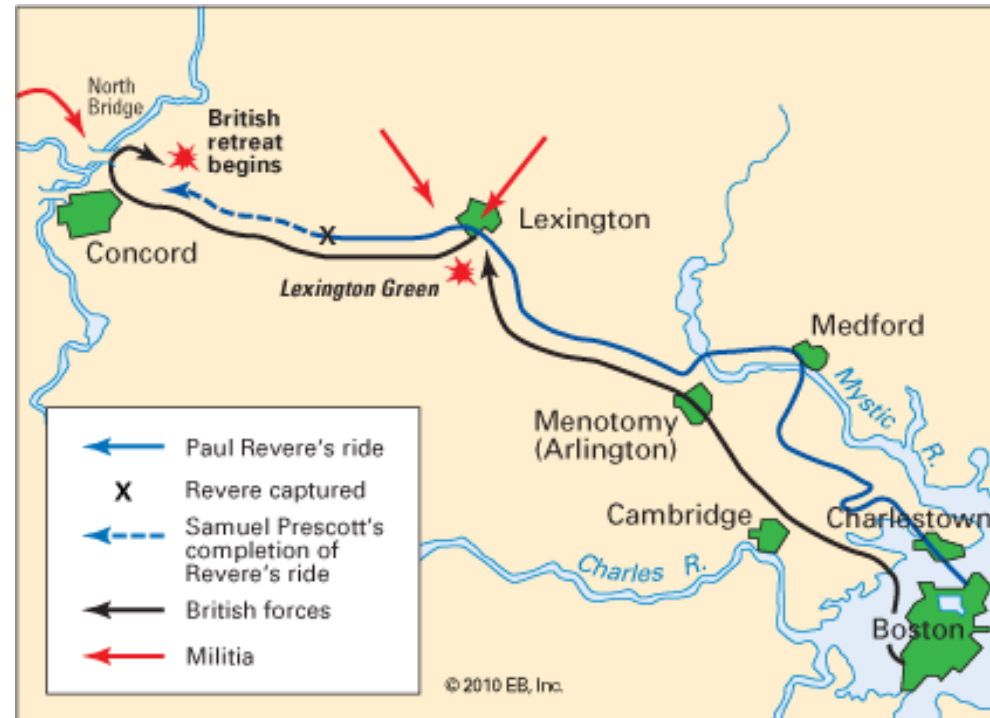 North
Bridge
British
retreat
begins
Concord
X
Lexington
Lexington Green
Medford
Mystic
R.
Menotomy
(Arlington)
Cambridge
Charlestown
Charles R.
Boston
Paul Revere's ride
X Revere captured
Samuel Prescott's
completion of
Revere's ride
British forces
Militia
© 2010 EB, Inc.